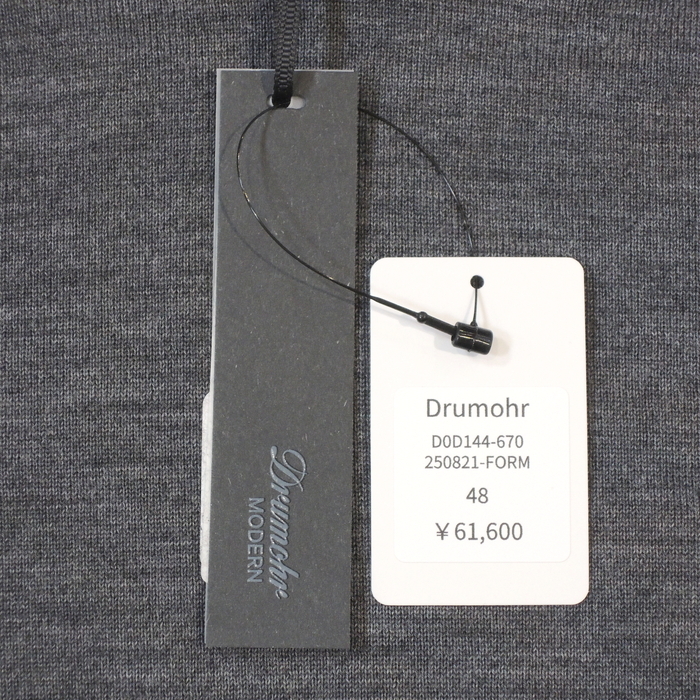 Drumohr
MODERN
Drumohr
D0D144-670
250821-FORM
48
¥61,600